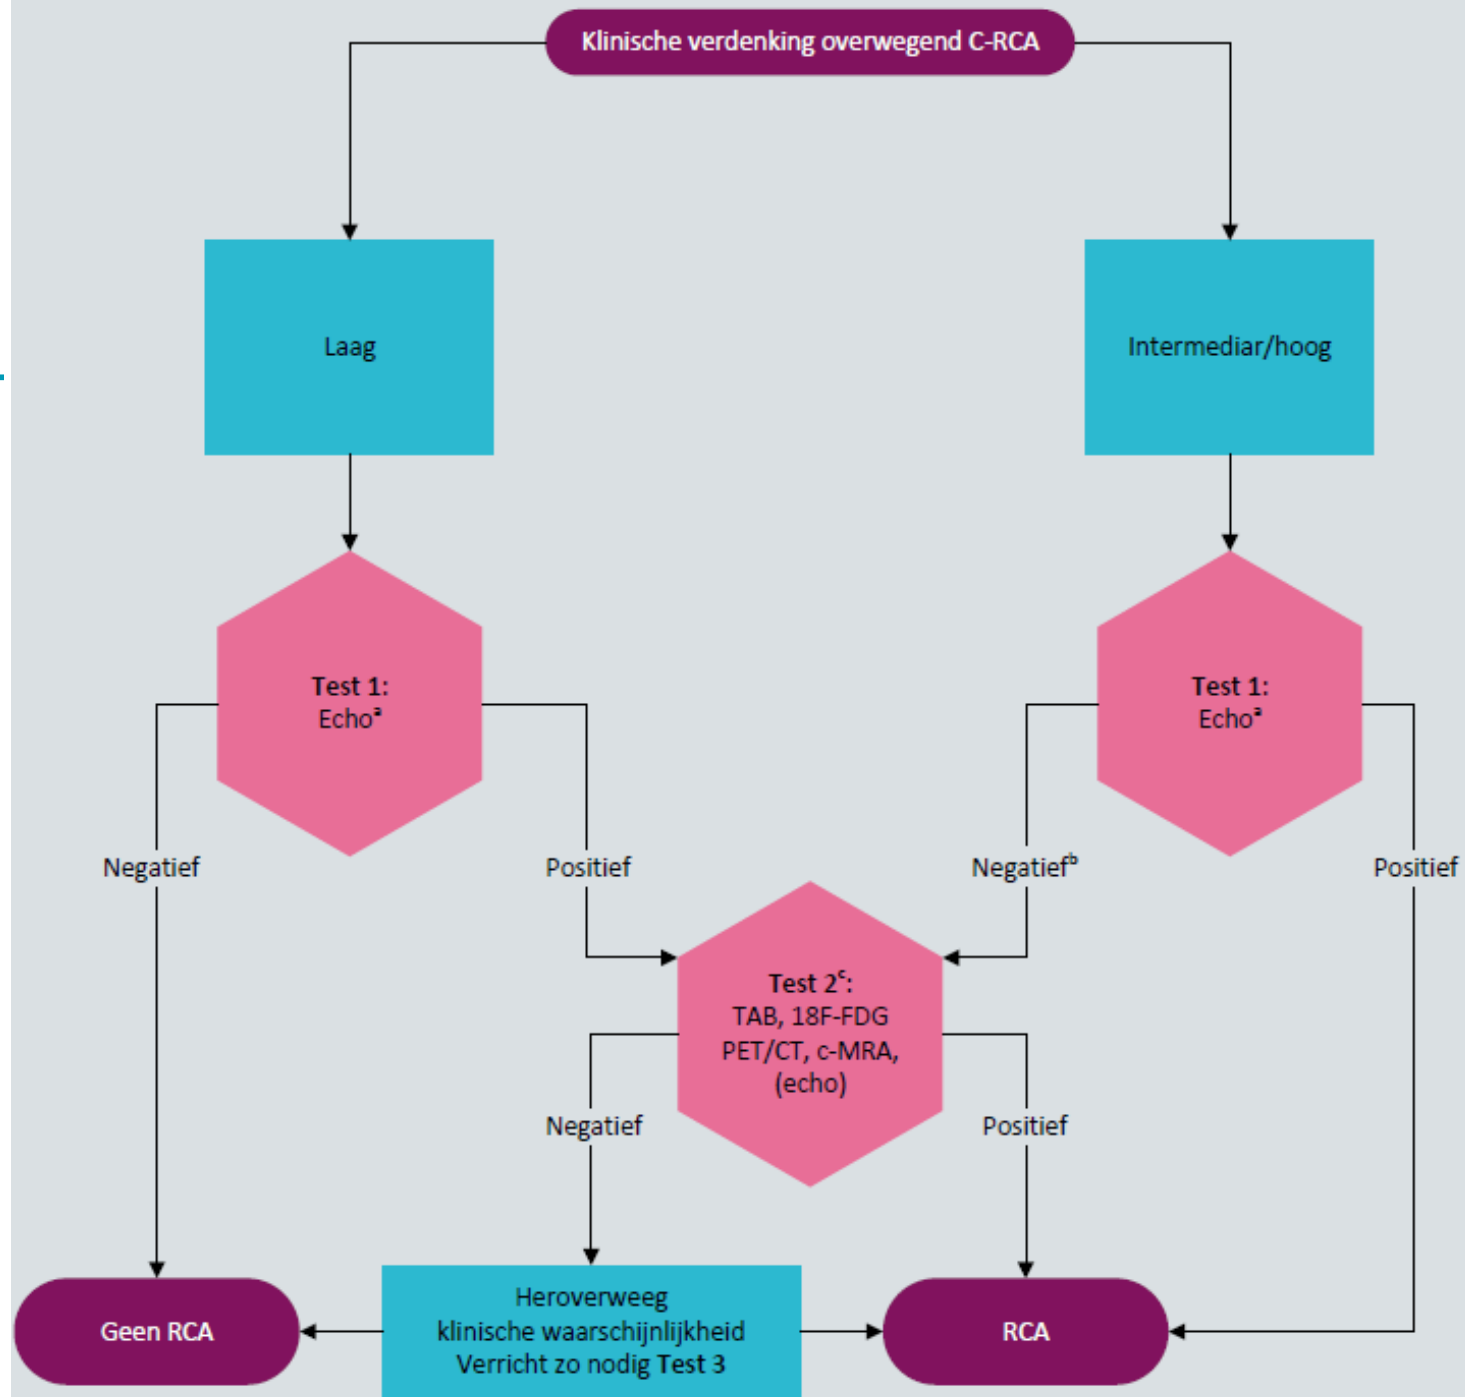 Klinische verdenking overwegend C-RCA
Laag
Intermediar/hoog
Test 1:
Echoª
Test 1:
Echoª
Negatief
Positief
Negatiefᵇ
Positief
Test 2ᶜ:
TAB, 18F-FDG
PET/CT, c-MRA,
(echo)
Negatief
Positief
Geen RCA
Heroverweeg
klinische waarschijnlijkheid
Verricht zo nodig Test 3
RCA